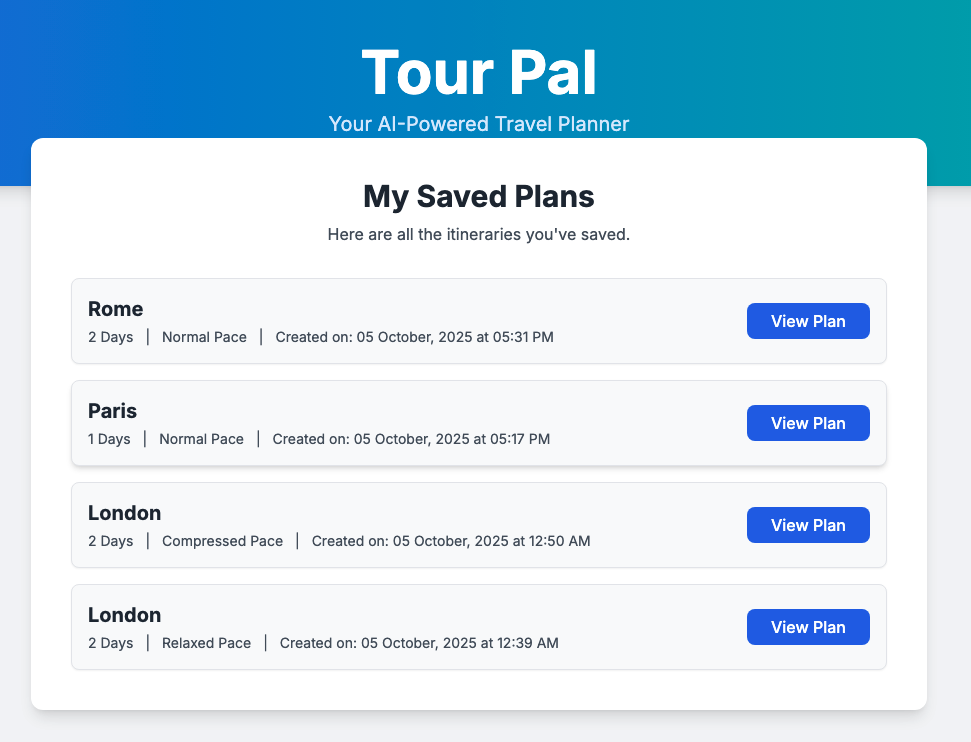 Tour Pal
Your AI-Powered Travel Planner
My Saved Plans
Here are all the itineraries you've saved.
Rome
2 Days | Normal Pace | Created on: 05 October, 2025 at 05:31 PM
View Plan
Paris
1 Days | Normal Pace | Created on: 05 October, 2025 at 05:17 PM
View Plan
London
2 Days | Compressed Pace | Created on: 05 October, 2025 at 12:50 AM
View Plan
London
2 Days | Relaxed Pace | Created on: 05 October, 2025 at 12:39 AM
View Plan